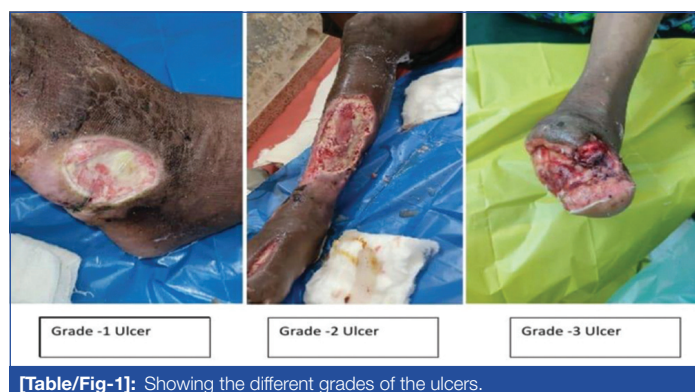 Grade -1 Ulcer
Grade -2 Ulcer
Grade -3 Ulcer
[Table/Fig-1]: Showing the different grades of the ulcers.